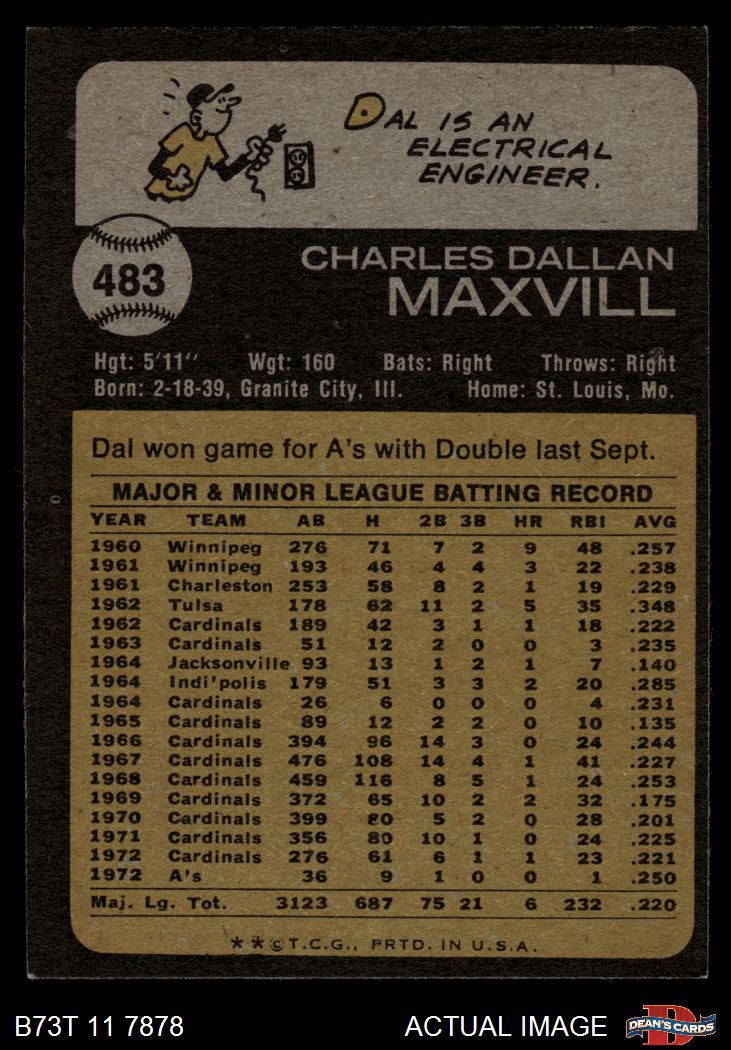 DAL IS AN
ELECTRICAL
ENGINEER.
483
CHARLES DALLAN
MAXVILL
Hgt: 5'11" Wgt: 160 Bats: Right Throws: Right
Born: 2-18-39, Granite City, Ill. Home: St. Louis, Mo.
Dal won game for A's with Double last Sept.
MAJOR & MINOR LEAGUE BATTING RECORD
YEAR TEAM AB H 2B 3B HR RBI AVG
1960 Winnipeg 276 71 7 2 9 48 .257
1961 Winnipeg 193 46 4 4 3 22 .238
1961 Charleston 253 58 8 2 1 19 .229
1962 Tulsa 178 62 11 2 5 35 .348
1962 Cardinals 189 42 3 1 1 18 .222
1963 Cardinals 51 12 2 0 0 3 .235
1964 Jacksonville 93 13 1 2 1 7 .140
1964 Indi'polis 179 51 3 3 2 20 .285
1964 Cardinals 26 6 0 0 0 4 .231
1965 Cardinals 89 12 2 2 0 10 .135
1966 Cardinals 394 96 14 3 0 24 .244
1967 Cardinals 476 108 14 4 1 41 .227
1968 Cardinals 459 116 8 5 1 24 .253
1969 Cardinals 372 65 10 2 2 32 .175
1970 Cardinals 399 80 5 2 0 28 .201
1971 Cardinals 356 80 10 1 0 24 .225
1972 Cardinals 276 61 6 1 1 23 .221
1972 A's 36 9 1 0 0 1 .250
Maj. Lg. Tot. 3123 687 75 21 6 232 .220
**©T.C.G., PRTD. IN U.S.A.
B73T 11 7878 ACTUAL IMAGE
D
DEAN'S CARDS